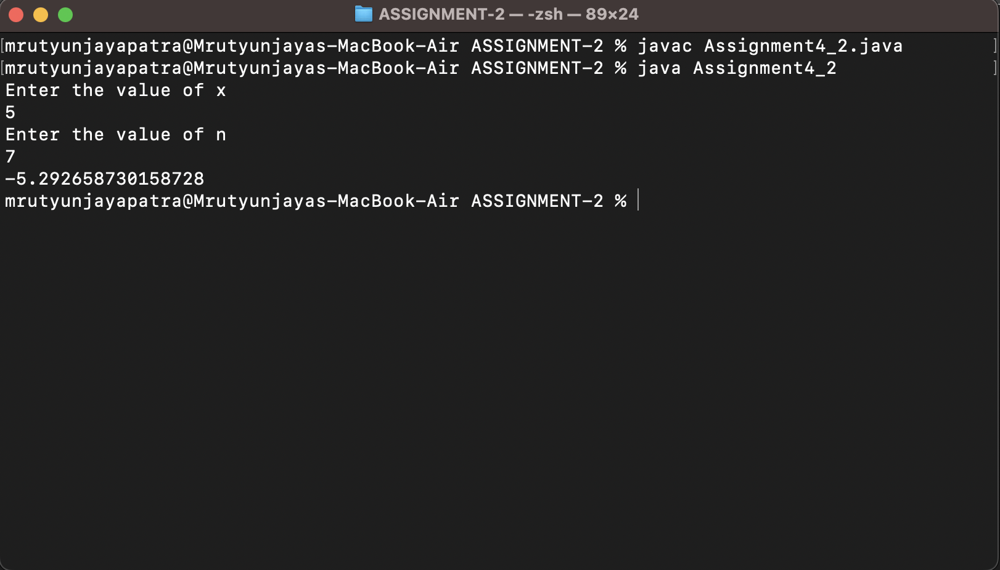 ASSIGNMENT-2 — -zsh — 89×24
[mrutyunjayapatra@Mrutyunjayas-MacBook-Air ASSIGNMENT-2 % javac Assignment4_2.java ]
[mrutyunjayapatra@Mrutyunjayas-MacBook-Air ASSIGNMENT-2 % java Assignment4_2 ]
Enter the value of x
5
Enter the value of n
7
-5.292658730158728
mrutyunjayapatra@Mrutyunjayas-MacBook-Air ASSIGNMENT-2 %